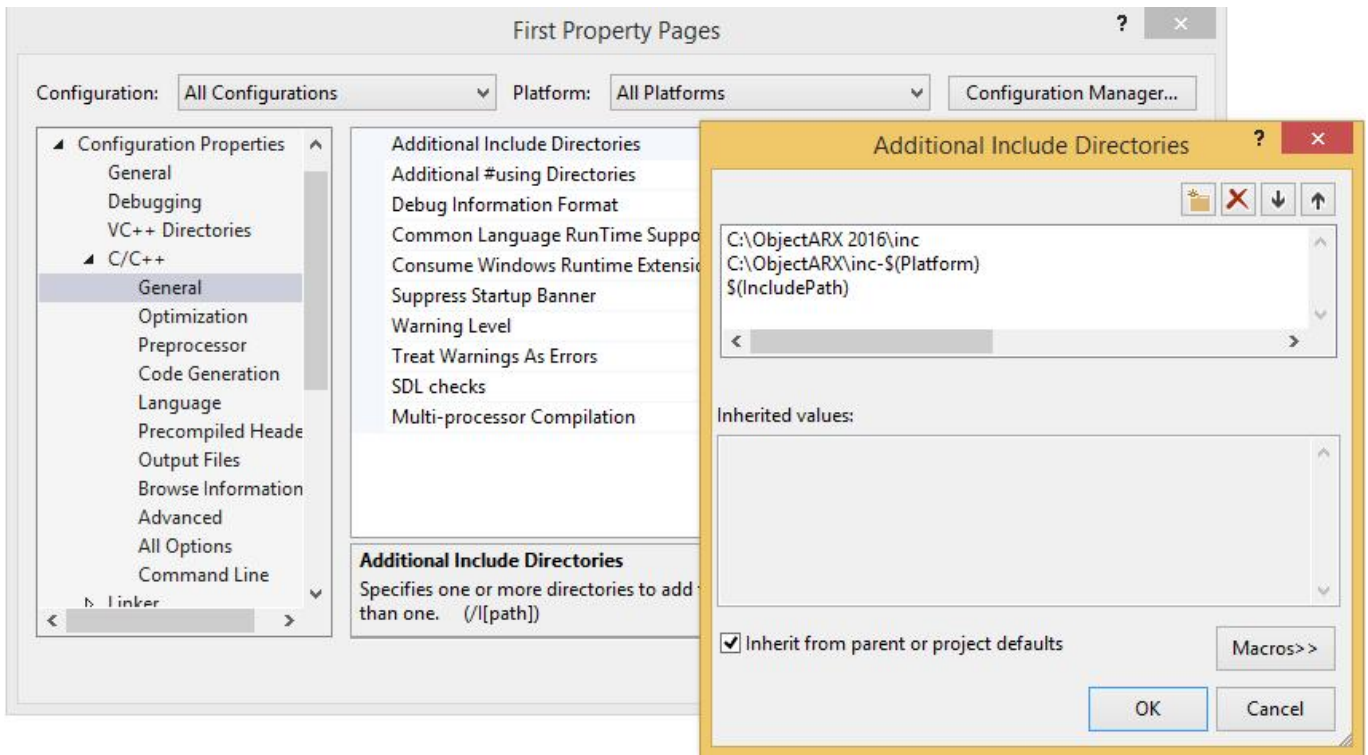 First Property Pages
?
Configuration: All Configurations Platform: All Platforms Configuration Manager...
Configuration Properties
General
Debugging
VC++ Directories
C/C++
General
Optimization
Preprocessor
Code Generation
Language
Precompiled Heade
Output Files
Browse Information
Advanced
All Options
Command Line
Linker
Additional Include Directories
Additional #using Directories
Debug Information Format
Common Language RunTime Suppo
Consume Windows Runtime Extensio
Suppress Startup Banner
Warning Level
Treat Warnings As Errors
SDL checks
Multi-processor Compilation
Additional Include Directories
Specifies one or more directories to add
than one. (/I[path])
Additional Include Directories
?
C:\ObjectARX 2016\inc
C:\ObjectARX\inc-$(Platform)
$(IncludePath)
Inherited values:
Inherit from parent or project defaults
Macros>>
OK Cancel